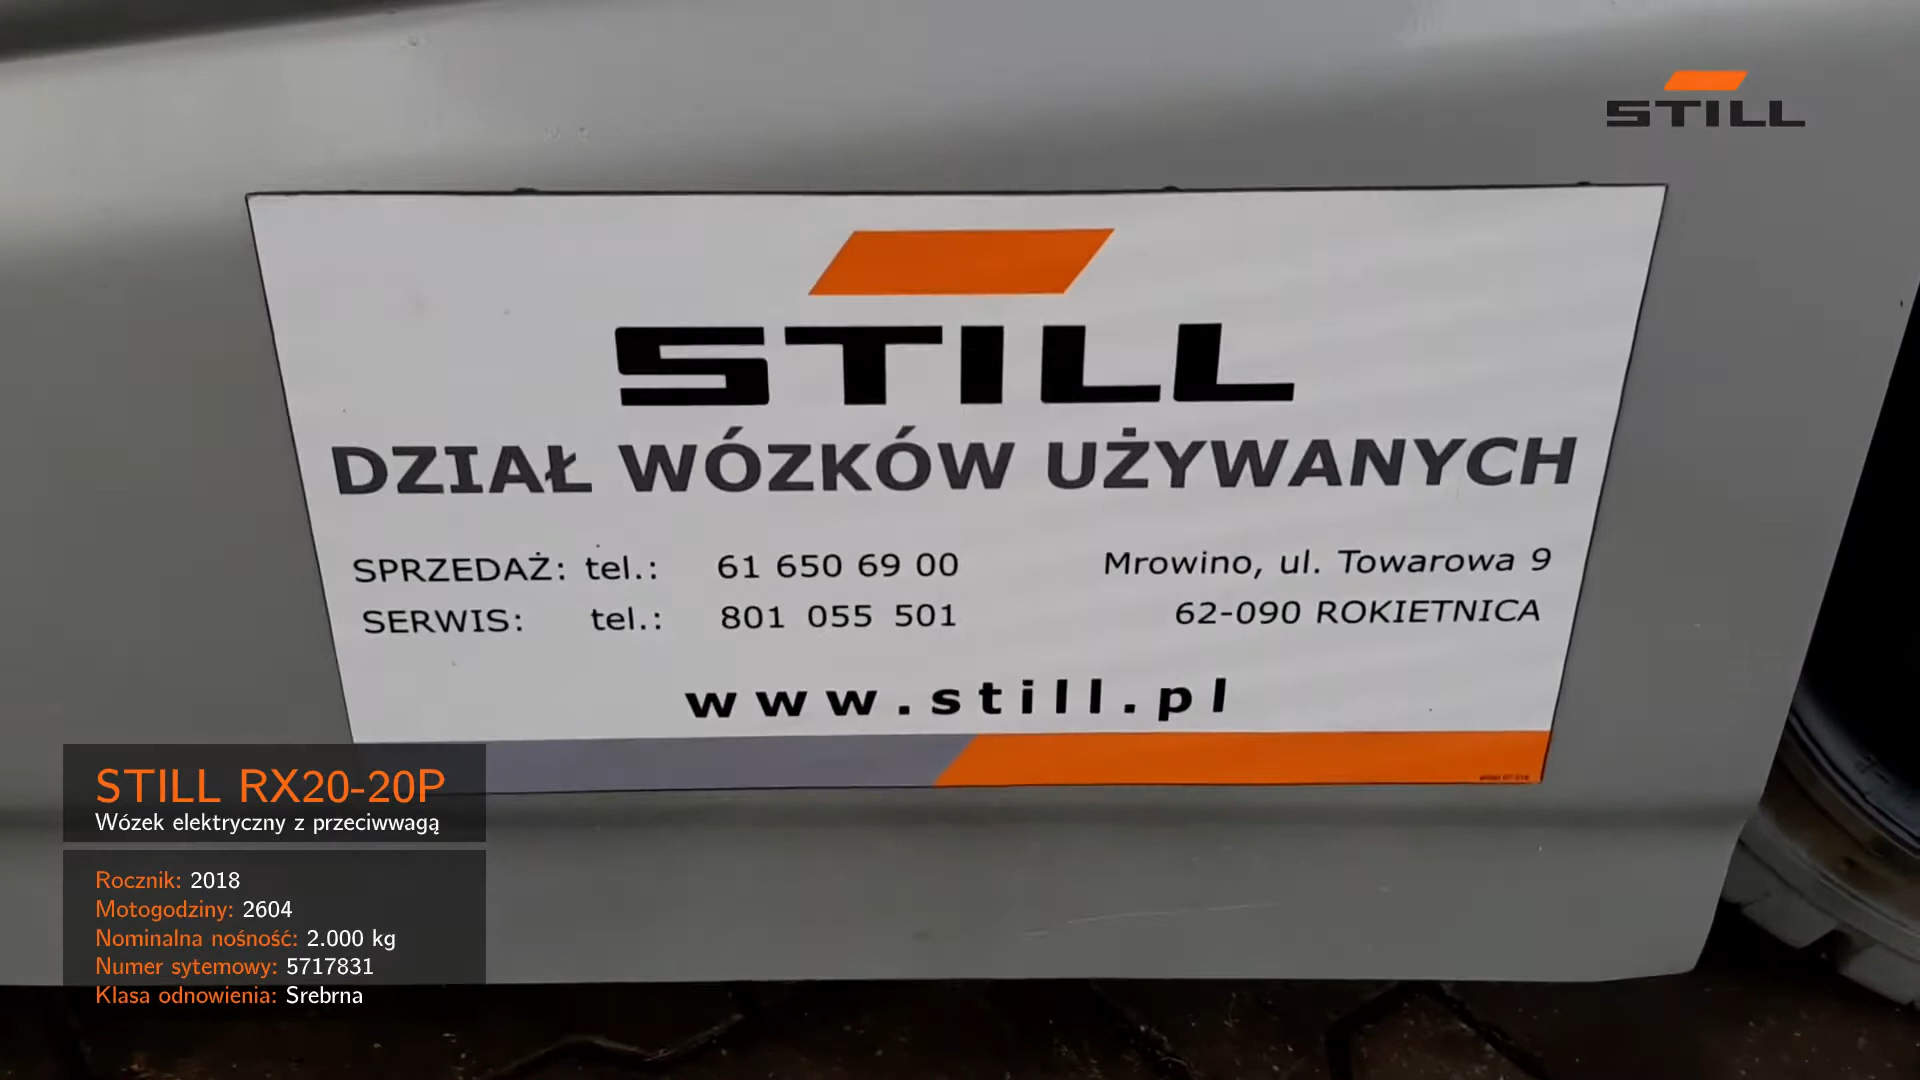 STILL
STILL
DZIAŁ WÓZKÓW UŻYWANYCH
SPRZEDAŻ: tel.: 61 650 69 00
SERWIS: tel.: 801 055 501
Mrowino, ul. Towarowa 9
62-090 ROKIETNICA
www.still.pl
STILL RX20-20P
Wózek elektryczny z przeciwwagą
Rocznik: 2018
Motogodziny: 2604
Nominalna nośność: 2.000 kg
Numer sytemowy: 5717831
Klasa odnowienia: Srebrna